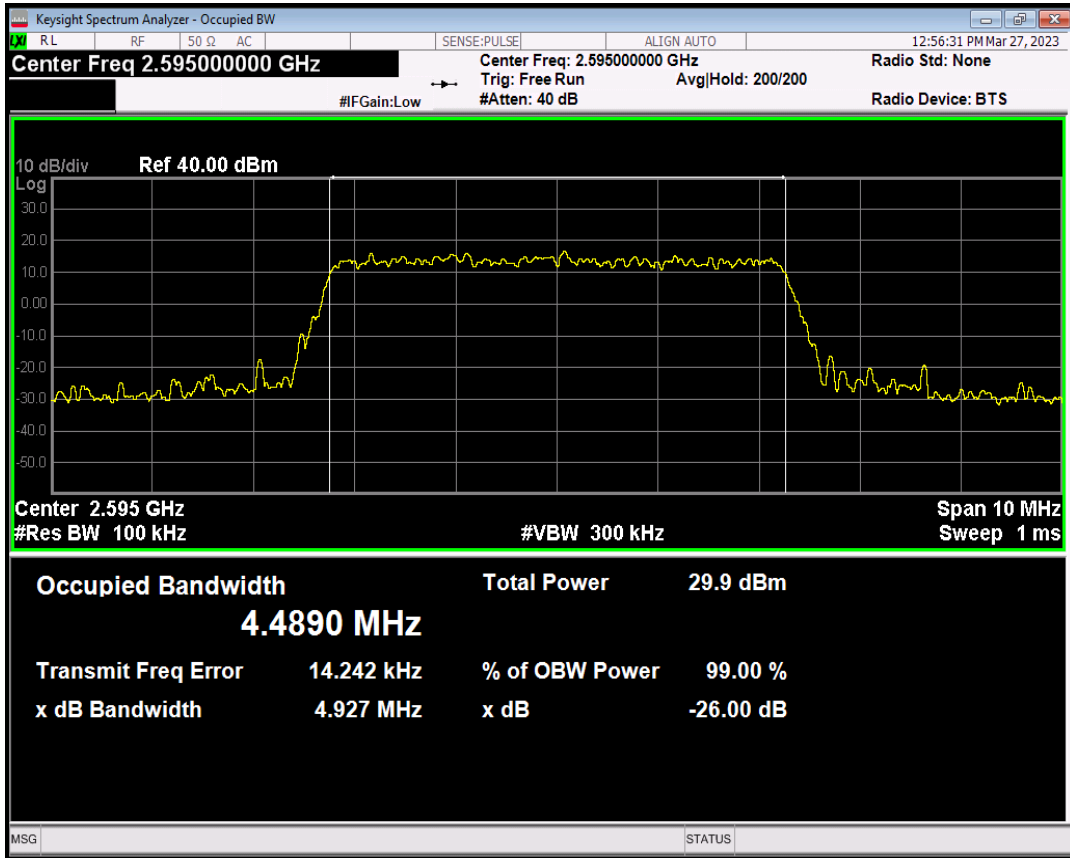 Keysight Spectrum Analyzer - Occupied BW
LXI RL RF 50 Ω AC SENSE:PULSE ALIGN AUTO 12:56:31 PM Mar 27, 2023
Center Freq 2.595000000 GHz Center Freq: 2.595000000 GHz Radio Std: None
Trig: Free Run Avg|Hold: 200/200
#IFGain:Low #Atten: 40 dB Radio Device: BTS
10 dB/div Ref 40.00 dBm
Log
30.0
20.0
10.0
0.00
-10.0
-20.0
-30.0
-40.0
-50.0
Center 2.595 GHz Span 10 MHz
#Res BW 100 kHz #VBW 300 kHz Sweep 1 ms
Occupied Bandwidth Total Power 29.9 dBm
4.4890 MHz
Transmit Freq Error 14.242 kHz % of OBW Power 99.00 %
x dB Bandwidth 4.927 MHz x dB -26.00 dB
MSG STATUS